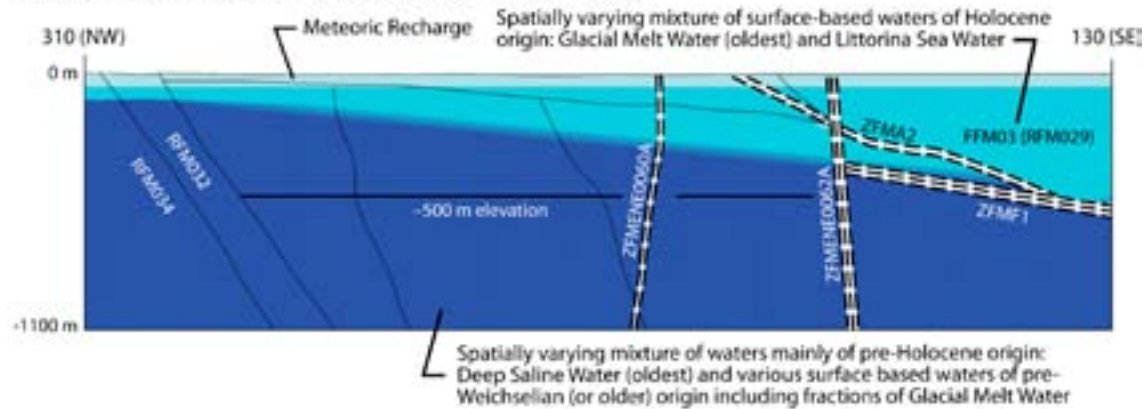 310 (NW)
Meteoric Recharge
Spatially varying mixture of surface-based waters of Holocene
origin: Glacial Melt Water (oldest) and Littorina Sea Water
130 (SE)
0 m
ZFMA2
FFM03 (RFM029)
RFM032
RFM034
~500 m elevation
ZFMENE0060A
ZFMENE0062A
ZFMF1
-1100 m
Spatially varying mixture of waters mainly of pre-Holocene origin:
Deep Saline Water (oldest) and various surface based waters of pre-
Weichselian (or older) origin including fractions of Glacial Melt Water